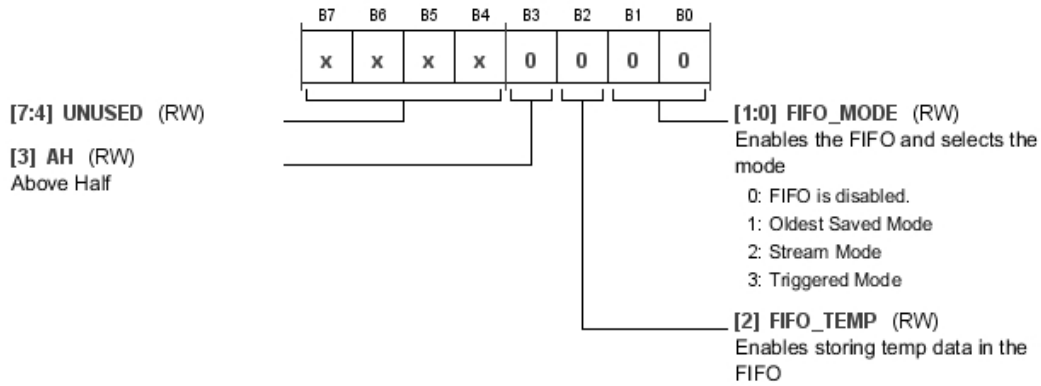 B7 B6 B5 B4 B3 B2 B1 B0
x x x x 0 0 0 0
[7:4] UNUSED (RW)
[3] AH (RW)
Above Half
[1:0] FIFO_MODE (RW)
Enables the FIFO and selects the
mode
0: FIFO is disabled.
1: Oldest Saved Mode
2: Stream Mode
3: Triggered Mode
[2] FIFO_TEMP (RW)
Enables storing temp data in the
FIFO